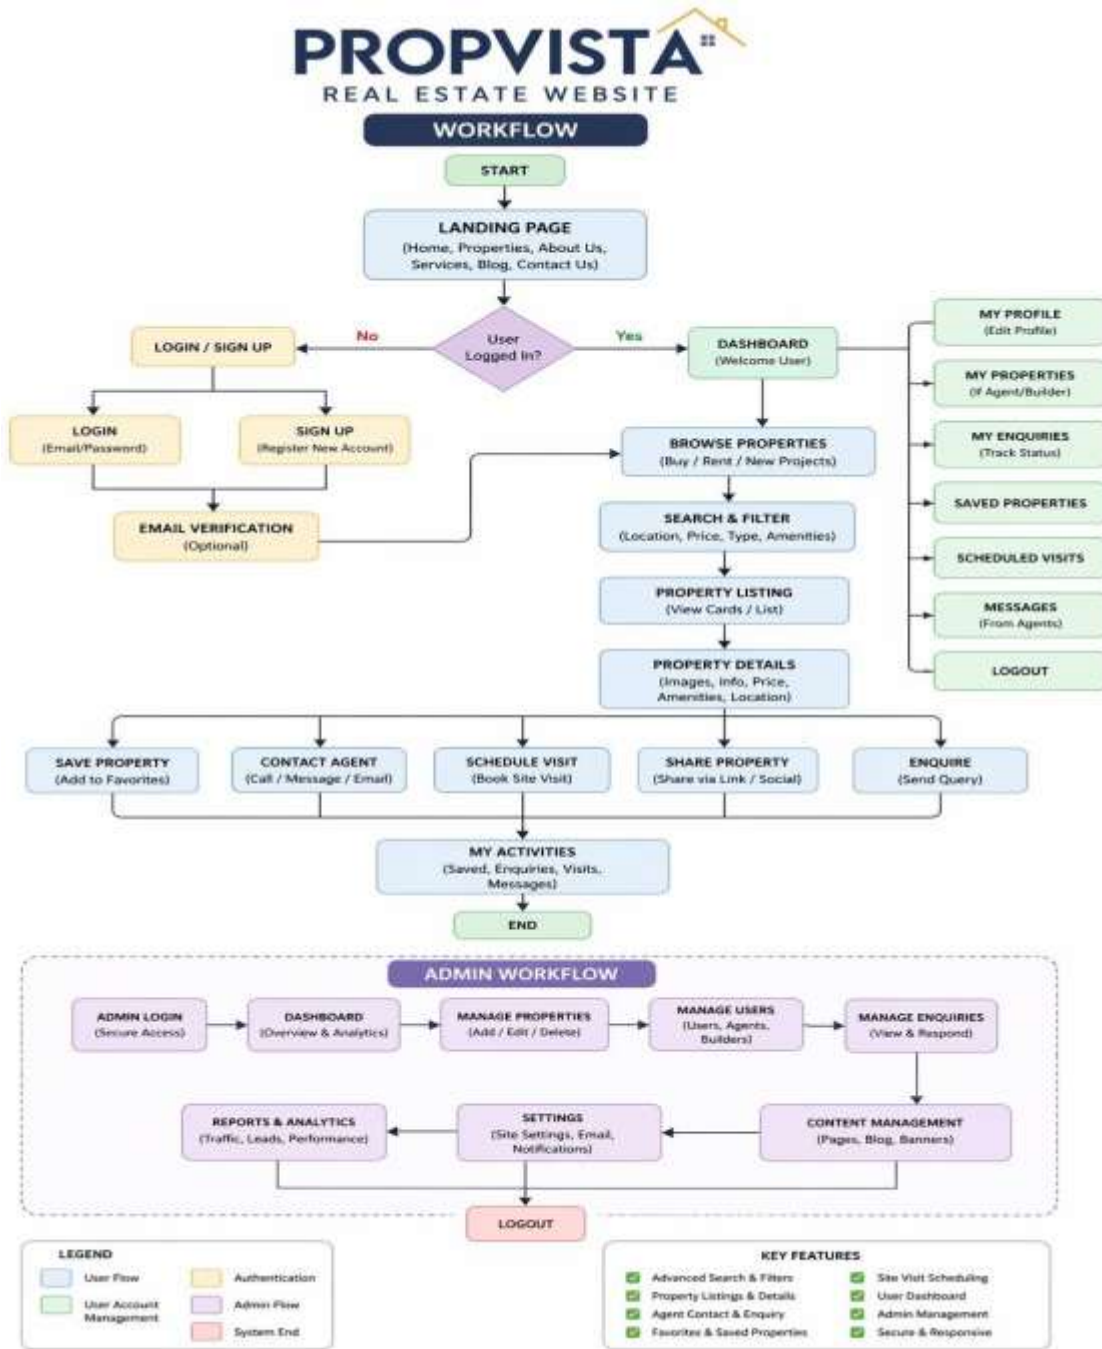 PROPVISTA
REAL ESTATE WEBSITE
WORKFLOW
START
LANDING PAGE
(Home, Properties, About Us,
Services, Blog, Contact Us)
User
Logged In?
No
Yes
LOGIN / SIGN UP
DASHBOARD
(Welcome User)
LOGIN
(Email/Password)
SIGN UP
(Register New Account)
EMAIL VERIFICATION
(Optional)
MY PROFILE
(Edit Profile)
MY PROPERTIES
(If Agent/Builder)
MY ENQUIRIES
(Track Status)
SAVED PROPERTIES
SCHEDULED VISITS
MESSAGES
(From Agents)
LOGOUT
BROWSE PROPERTIES
(Buy / Rent / New Projects)
SEARCH & FILTER
(Location, Price, Type, Amenities)
PROPERTY LISTING
(View Cards / List)
PROPERTY DETAILS
(Images, Info, Price,
Amenities, Location)
SAVE PROPERTY
(Add to Favorites)
CONTACT AGENT
(Call / Message / Email)
SCHEDULE VISIT
(Book Site Visit)
SHARE PROPERTY
(Share via Link / Social)
ENQUIRE
(Send Query)
MY ACTIVITIES
(Saved, Enquiries, Visits,
Messages)
END
ADMIN WORKFLOW
ADMIN LOGIN
(Secure Access)
DASHBOARD
(Overview & Analytics)
MANAGE PROPERTIES
(Add / Edit / Delete)
MANAGE USERS
(Users, Agents,
Builders)
MANAGE ENQUIRIES
(View & Respond)
REPORTS & ANALYTICS
(Traffic, Leads, Performance)
SETTINGS
(Site Settings, Email,
Notifications)
CONTENT MANAGEMENT
(Pages, Blog, Banners)
LOGOUT
LEGEND
User Flow
Authentication
User Account
Management
Admin Flow
System End
KEY FEATURES
Advanced Search & Filters
Property Listings & Details
Agent Contact & Enquiry
Favorites & Saved Properties
Site Visit Scheduling
User Dashboard
Admin Management
Secure & Responsive